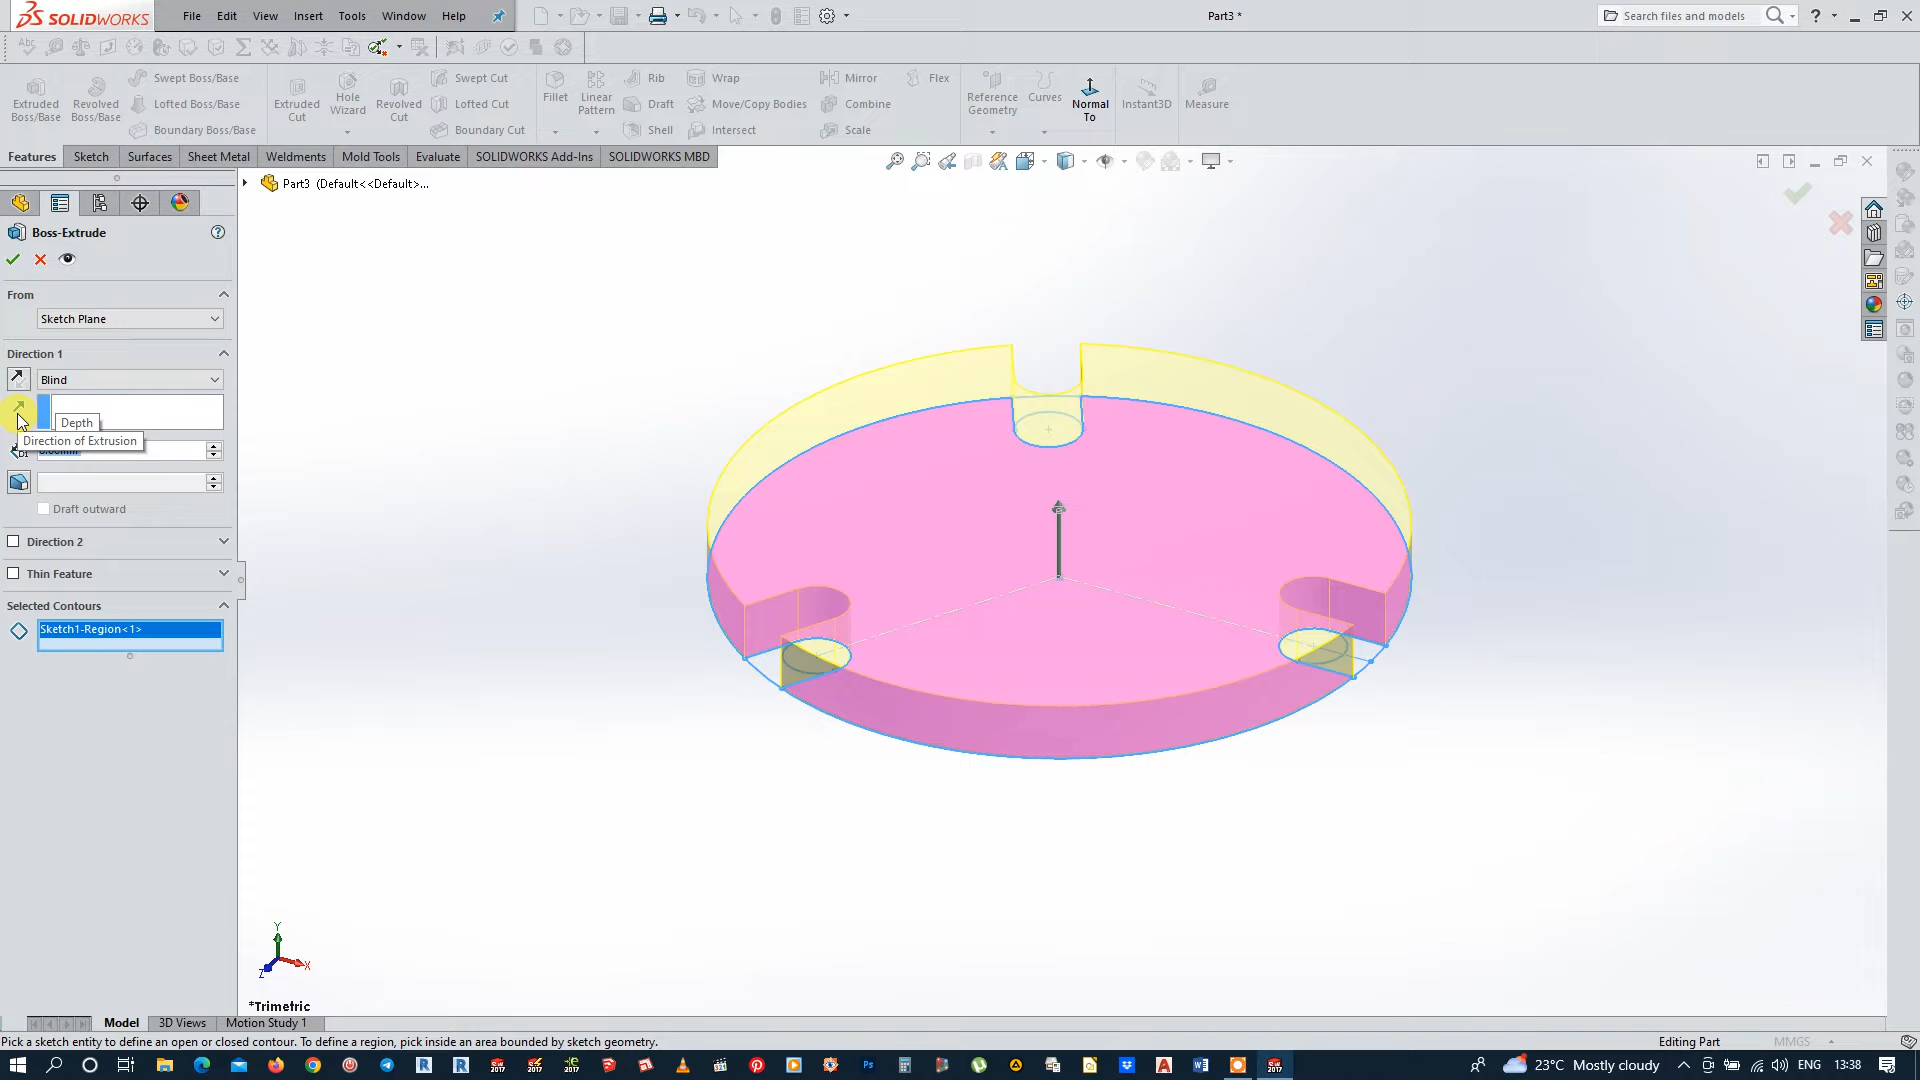 SOLIDWORKS
File Edit View Insert Tools Window Help
Part3 *
Search files and models
Extruded Boss/Base
Revolved Boss/Base
Swept Boss/Base
Lofted Boss/Base
Boundary Boss/Base
Extruded Cut
Hole Wizard
Revolved Cut
Swept Cut
Lofted Cut
Boundary Cut
Fillet
Linear Pattern
Rib
Draft
Shell
Wrap
Move/Copy Bodies
Intersect
Mirror
Combine
Scale
Flex
Reference Geometry
Curves
Normal To
Instant3D
Measure
Features Sketch Surfaces Sheet Metal Weldments Mold Tools Evaluate SOLIDWORKS Add-Ins SOLIDWORKS MBD
Part3 (Default<<Default>...
Boss-Extrude
From
Sketch Plane
Direction 1
Blind
Depth
Direction of Extrusion
Draft outward
Direction 2
Thin Feature
Selected Contours
Sketch1-Region<1>
Y
X
Z
*Trimetric
Model 3D Views Motion Study 1
Pick a sketch entity to define an open or closed contour. To define a region, pick inside an area bounded by sketch geometry.
Editing Part
MMGS
23°C Mostly cloudy
ENG
13:38